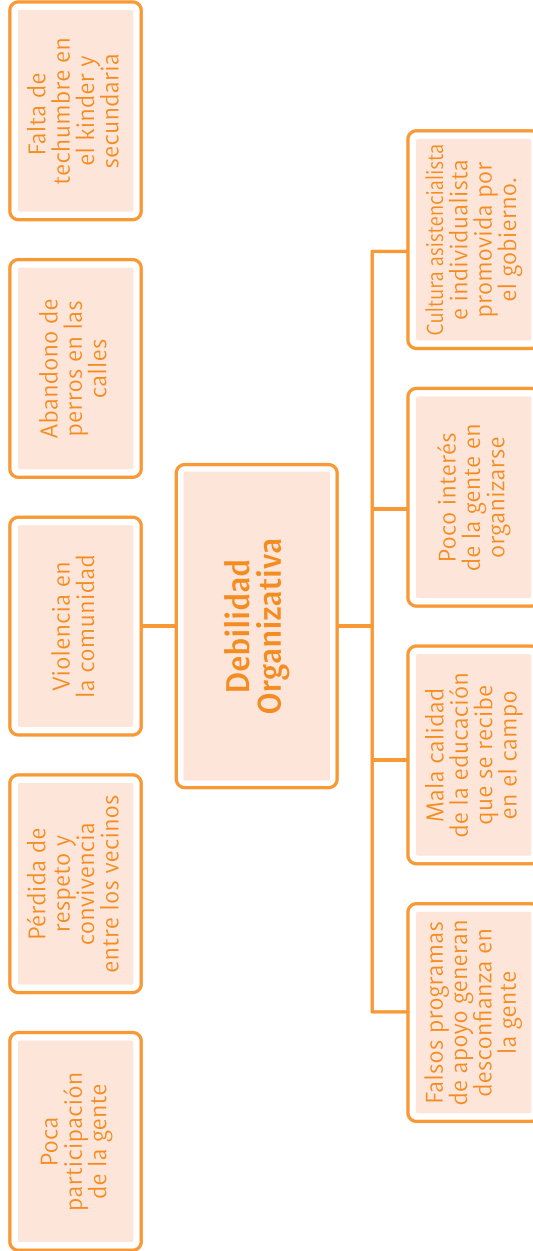 Poca
participación
de la gente
Pérdida de
respeto y
convivencia
entre los vecinos
Violencia en
la comunidad
Abandono de
perros en las
calles
Falta de
techumbre en
el kinder y
secundaria
Debilidad
Organizativa
Falsos programas
de apoyo generan
desconfianza en
la gente
Mala calidad
de la educación
que se recibe
en el campo
Poco interés
de la gente en
organizarse
Cultura asistencialista
e individualista
promovida por
el gobierno.